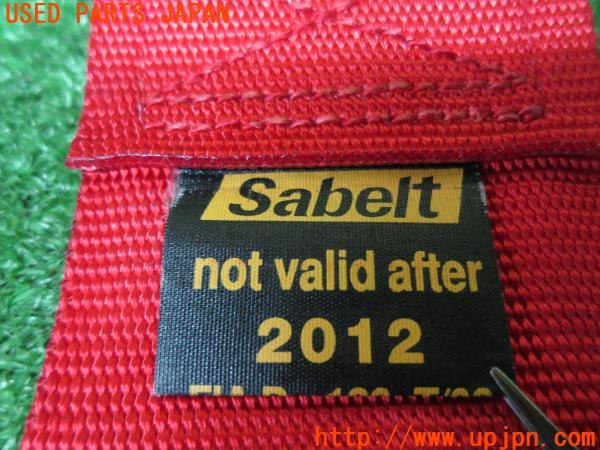 USED PARTS JAPAN
Sabelt
not valid after
2012
http://www.upjpn.com